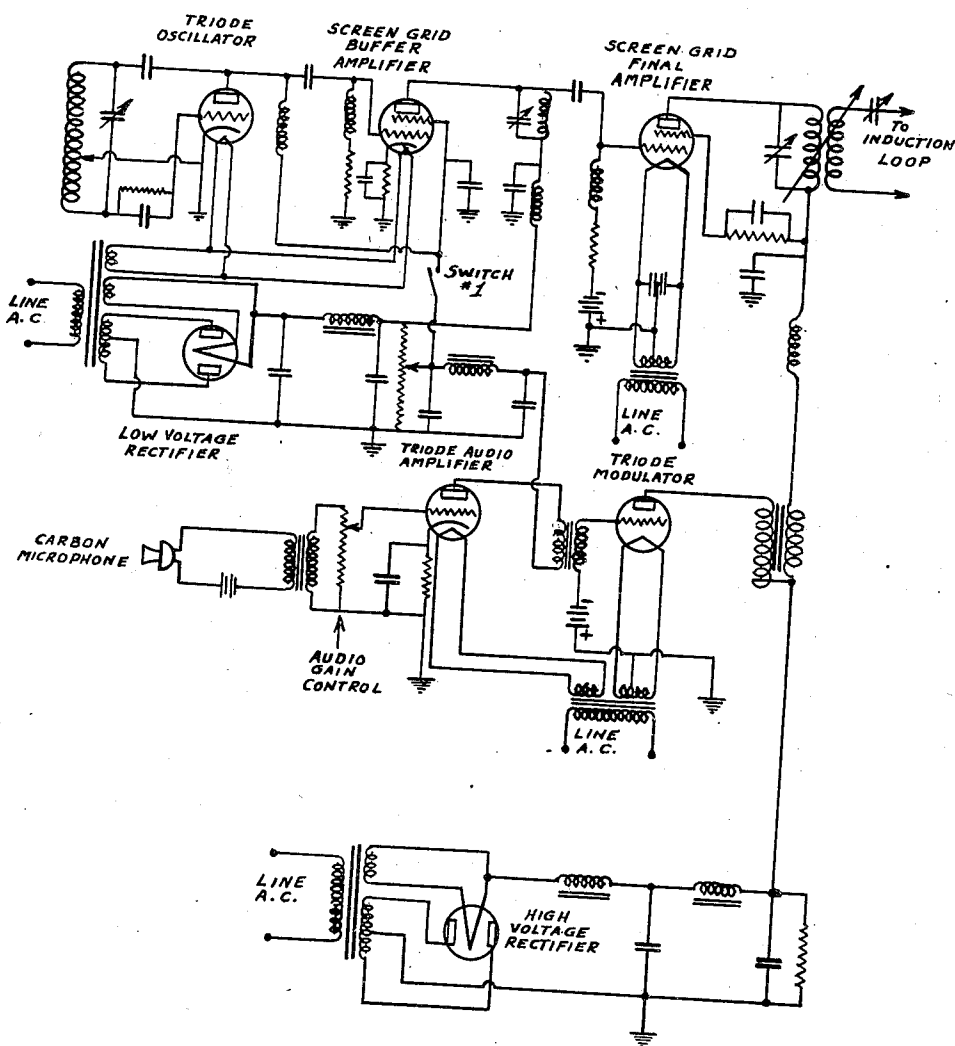 TRIODE
OSCILLATOR
SCREEN GRID
BUFFER
AMPLIFIER
SCREEN GRID
FINAL
AMPLIFIER
TO
INDUCTION
LOOP
SWITCH
#1
LINE
A.C.
LOW VOLTAGE
RECTIFIER
TRIODE AUDIO
AMPLIFIER
LINE
A.C.
TRIODE
MODULATOR
CARBON
MICROPHONE
AUDIO
GAIN
CONTROL
LINE
A.C.
LINE
A.C.
HIGH
VOLTAGE
RECTIFIER